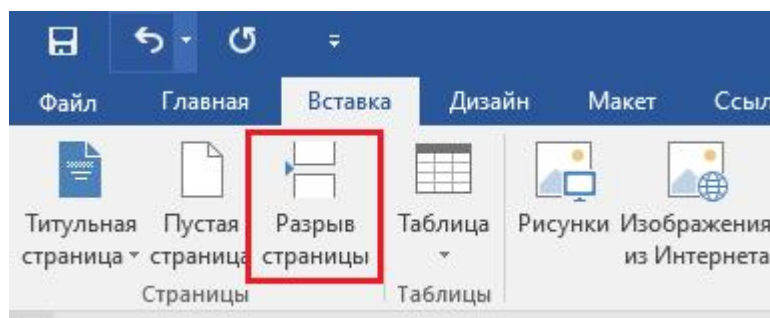 Файл Главная Вставка Дизайн Макет Ссыл
Титульная Пустая Разрыв Таблица Рисунки Изображения
страница страница страницы из Интернета
Страницы Таблицы